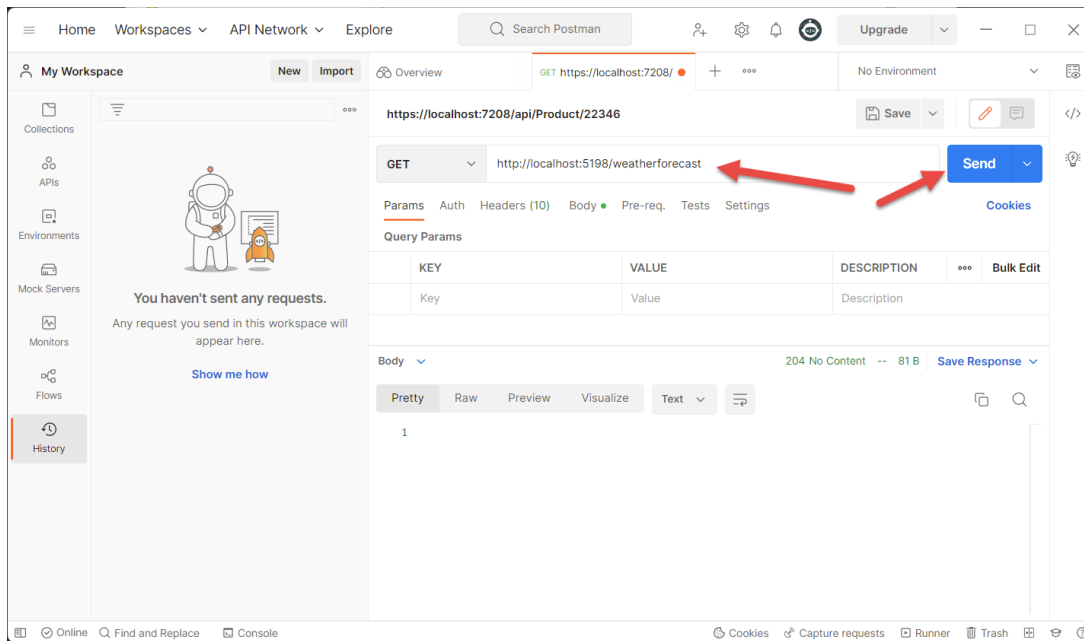 Home Workspaces API Network Explore Search Postman Upgrade
My Workspace New Import Overview GET https://localhost:7208/ No Environment
Collections
APIs
Environments
Mock Servers
Monitors
Flows
History
You haven't sent any requests.
Any request you send in this workspace will
appear here.
Show me how
https://localhost:7208/api/Product/22346 Save
GET http://localhost:5198/weatherforecast Send
Params Auth Headers (10) Body Pre-req. Tests Settings Cookies
Query Params
KEY VALUE DESCRIPTION Bulk Edit
Key Value Description
Body 204 No Content -- 81 B Save Response
Pretty Raw Preview Visualize Text
1
Online Find and Replace Console Cookies Capture requests Runner Trash